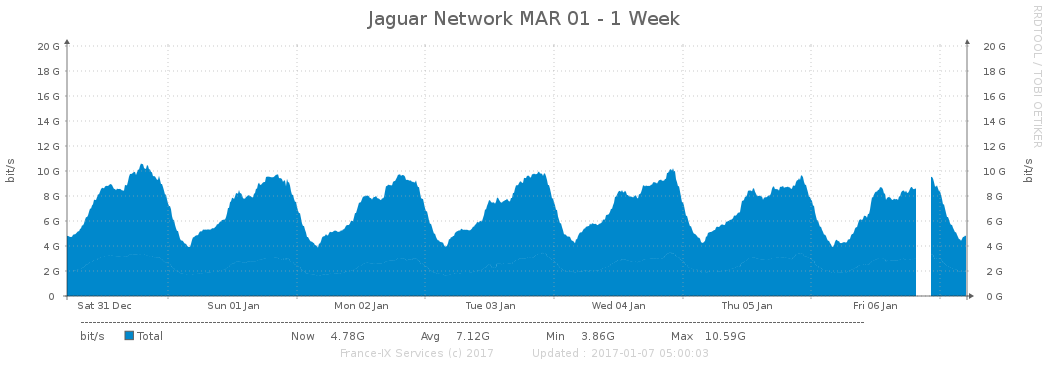 Jaguar Network MAR 01 - 1 Week
RRDTOOL / TOBI OETIKER
bit/s
bit/s
20 G 20 G
18 G 18 G
16 G 16 G
14 G 14 G
12 G 12 G
10 G 10 G
8 G 8 G
6 G 6 G
4 G 4 G
2 G 2 G
0 0 G
Sat 31 Dec Sun 01 Jan Mon 02 Jan Tue 03 Jan Wed 04 Jan Thu 05 Jan Fri 06 Jan
bit/s Total Now 4.78G Avg 7.12G Min 3.86G Max 10.59G
France-IX Services (c) 2017 Updated : 2017-01-07 05:00:03